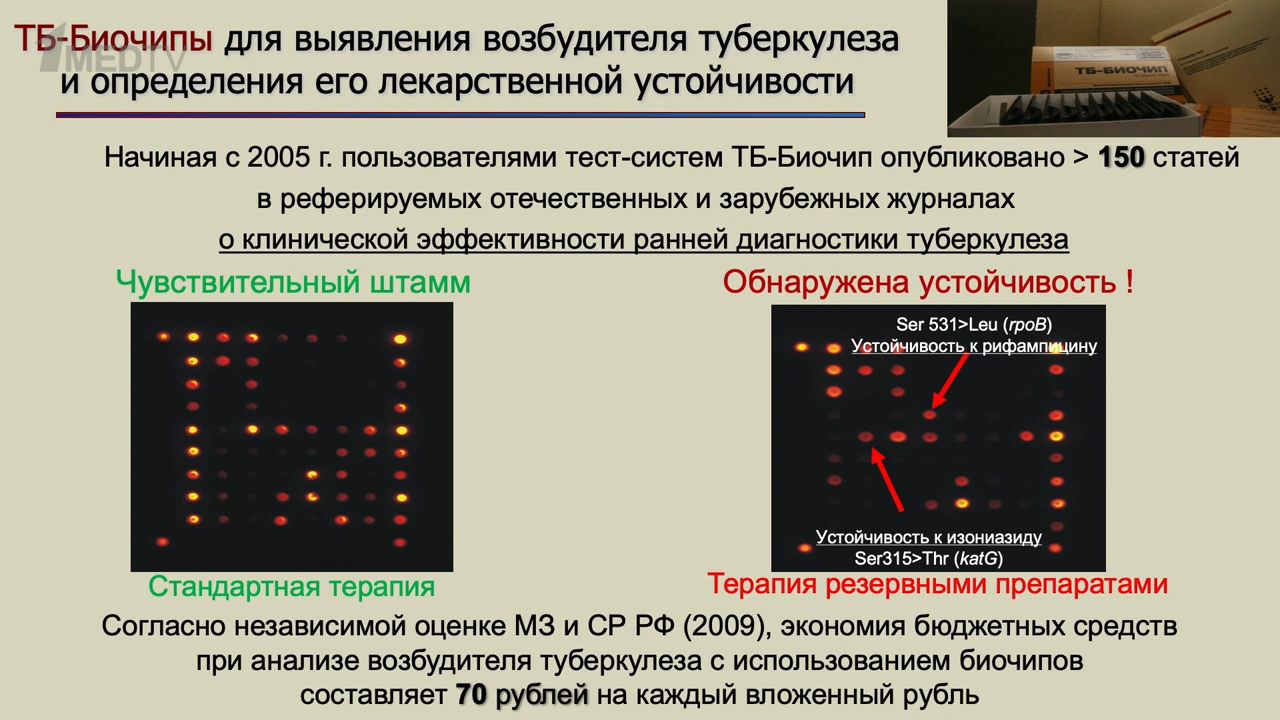 ТБ-Биочипы для выявления возбудителя туберкулеза
и определения его лекарственной устойчивости
1MEDTV
ТБ-БИОЧИП
Начиная с 2005 г. пользователями тест-систем ТБ-Биочип опубликовано > 150 статей
в реферируемых отечественных и зарубежных журналах
о клинической эффективности ранней диагностики туберкулеза
Чувствительный штамм
Обнаружена устойчивость !
Ser 531>Leu (rpoB)
Устойчивость к рифампицину
Устойчивость к изониазиду
Ser315>Thr (katG)
Стандартная терапия
Терапия резервными препаратами
Согласно независимой оценке МЗ и СР РФ (2009), экономия бюджетных средств
при анализе возбудителя туберкулеза с использованием биочипов
составляет 70 рублей на каждый вложенный рубль